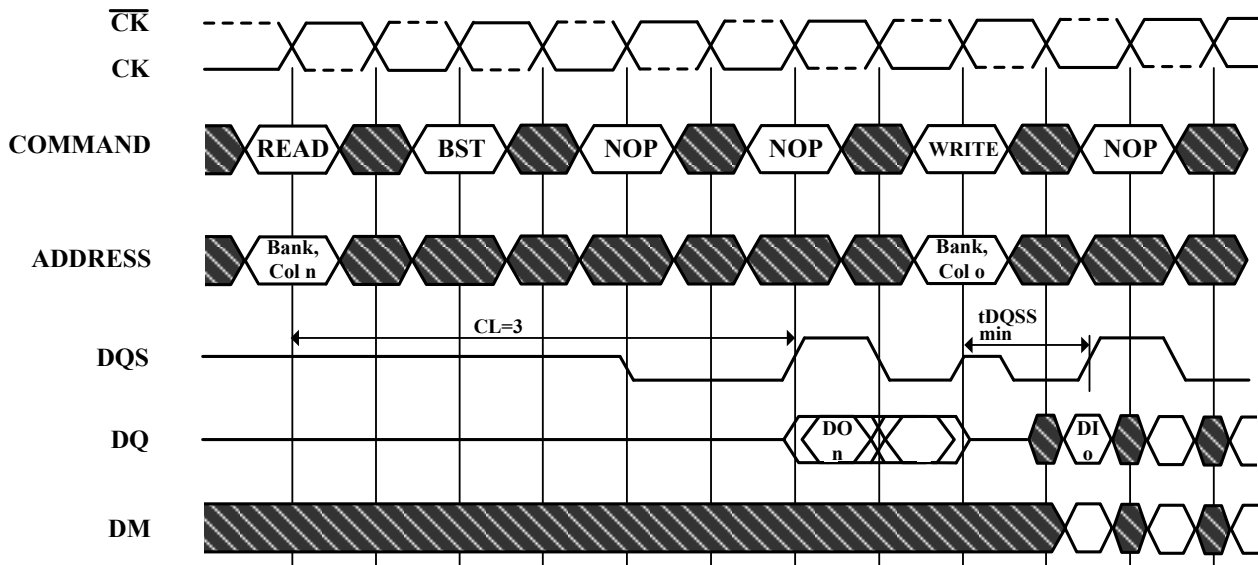 CK
CK
COMMAND
READ
BST
NOP
NOP
WRITE
NOP
ADDRESS
Bank,
Col n
Bank,
Col o
CL=3
tDQSS
min
DQS
DQ
DO
n
DI
o
DM